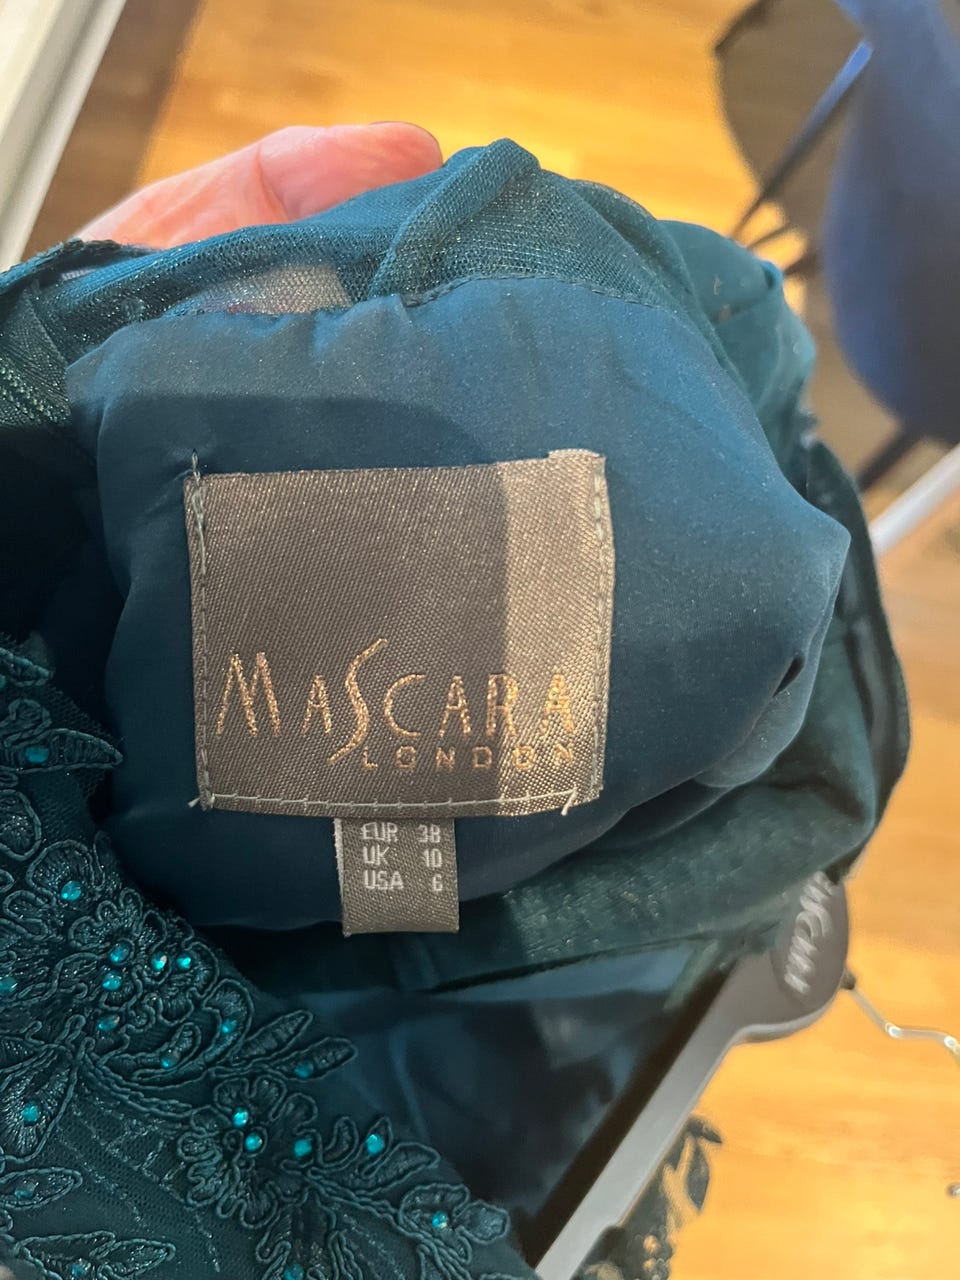 MASCARA
LONDON
EUR 38
UK 10
USA 6